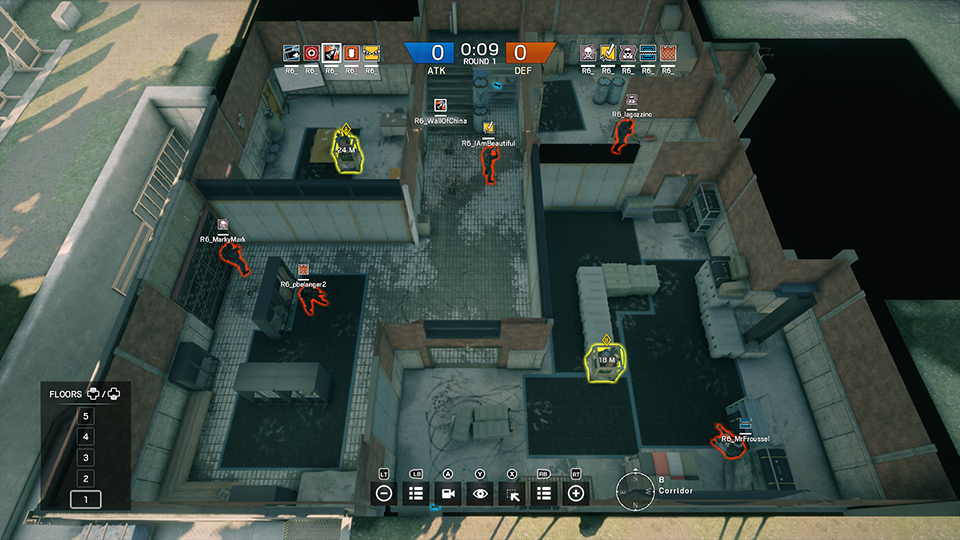 0 0:09 0
ROUND 1
ATK DEF
R6_ R6_ R6_ R6_ R6_ R6_ R6_ R6_ R6_ R6_
R6_WallOfChina
R6_IAmBeautiful
R6_lagozzino
24 M
R6_MarkyMark
R6_pbelanger2
18 M
R6_MrFroussel
FLOORS /
5
4
3
2
1
LT LB A Y X RB RT
N
B
Corridor